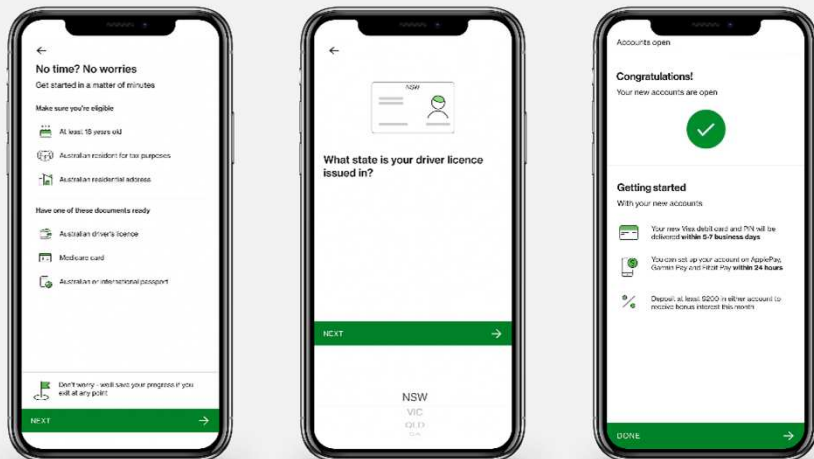 No time? No worries
Get started in a matter of minutes
Make sure you're eligible
At least 18 years old
Australian resident for tax purposes
Australian residential address
Have one of these documents ready
Australian driver's licence
Medicare card
Australian or international passport
Don't worry - we'll save your progress if you
exit at any point
NEXT
NSW
What state is your driver licence
issued in?
NEXT
NSW
VIC
QLD
SA
Accounts open
Congratulations!
Your new accounts are open
Getting started
With your new accounts
Your new Visa debit card and PIN will be
delivered within 5-7 business days
You can set up your account on ApplePay,
Garmin Pay and Fitbit Pay within 24 hours
Deposit at least $200 in either account to
receive bonus interest this month
DONE